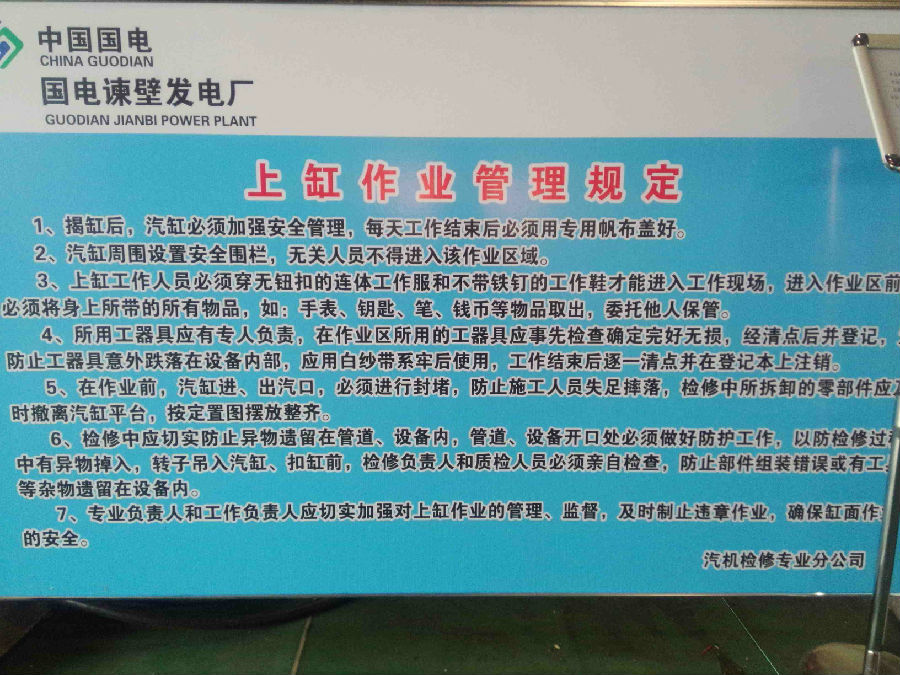 中国国电
CHINA GUODIAN
国电谏壁发电厂
GUODIAN JIANBI POWER PLANT
上缸作业管理规定
1、揭缸后，汽缸必须加强安全管理，每天工作结束后必须用专用帆布盖好。
2、汽缸周围设置安全围栏，无关人员不得进入该作业区域。
3、上缸工作人员必须穿无钮扣的连体工作服和不带铁钉的工作鞋才能进入工作现场，进入作业区前
必须将身上所带的所有物品，如：手表、钥匙、笔、钱币等物品取出，委托他人保管。
4、所用工器具应有专人负责，在作业区所用的工器具应事先检查确定完好无损，经清点后并登记，
防止工器具意外跌落在设备内部，应用白纱带系牢后使用，工作结束后逐一清点并在登记本上注销。
5、在作业前，汽缸进、出汽口，必须进行封堵，防止施工人员失足摔落，检修中所拆卸的零部件应及
时撤离汽缸平台，按定置图摆放整齐。
6、检修中应切实防止异物遗留在管道、设备内，管道、设备开口处必须做好防护工作，以防检修过程
中有异物掉入，转子吊入汽缸、扣缸前，检修负责人和质检人员必须亲自检查，防止部件组装错误或有工具
等杂物遗留在设备内。
7、专业负责人和工作负责人应切实加强对上缸作业的管理、监督，及时制止违章作业，确保缸面作
的安全。
汽机检修专业分公司